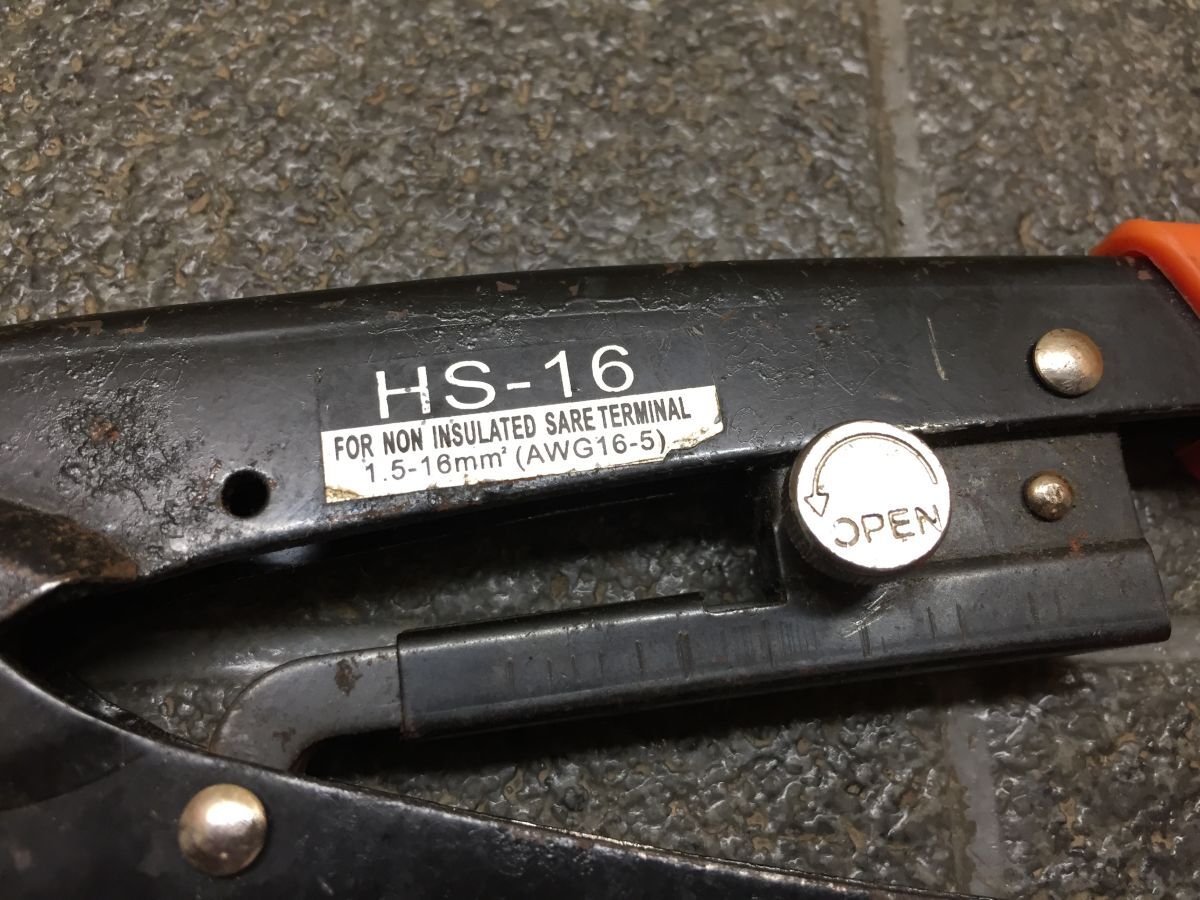 HS-16
FOR NON INSULATED SARE TERMINAL
1.5-16mm² (AWG16-5)
OPEN